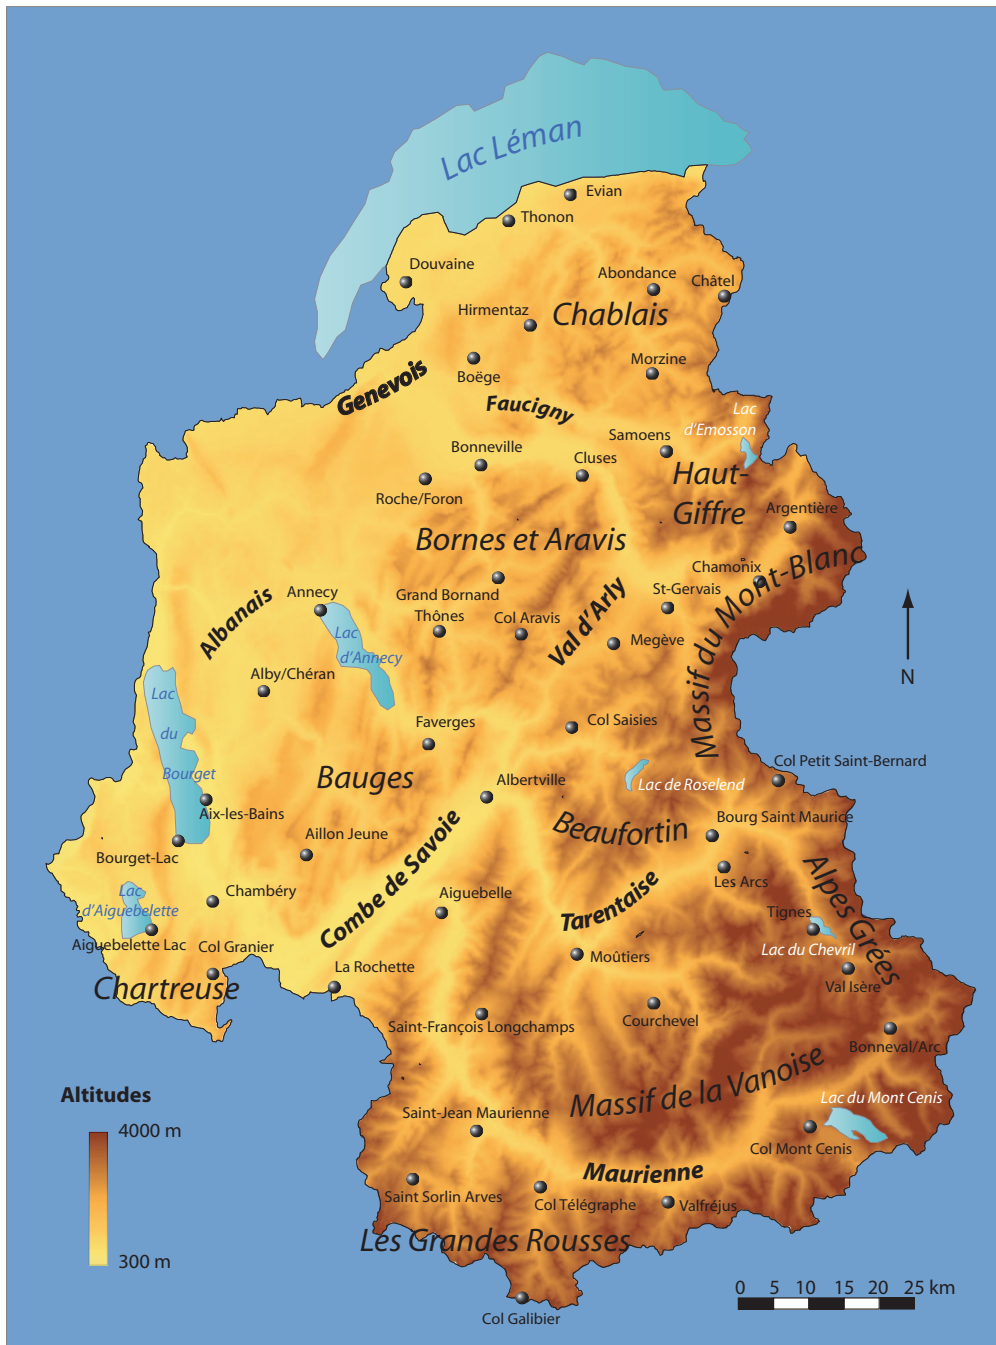 Lac Léman
Evian
Thonon
Douvaine
Abondance
Châtel
Hirmentaz
Chablais
Morzine
Boëge
Genevois
Faucigny
Lac
d'Emosson
Samoens
Bonneville
Cluses
Haut-
Giffre
Roche/Foron
Argentière
Bornes et Aravis
Chamonix
Massif du Mont-Blanc
St-Gervais
Annecy
Grand Bornand
Albanais
Thônes
Col Aravis
Val d'Arly
Lac
d'Annecy
Megève
Alby/Chéran
N
Lac
du
Bourget
Faverges
Col Saisies
Col Petit Saint-Bernard
Bauges
Albertville
Lac de Roselend
Aix-les-Bains
Bourg Saint Maurice
Beaufortin
Aillon Jeune
Bourget-Lac
Combe de Savoie
Les Arcs
Alpes Grées
Lac
d'Aiguebelette
Chambéry
Aiguebelle
Tarentaise
Tignes
Aiguebelette Lac
Col Granier
Lac du Chevril
Moûtiers
La Rochette
Chartreuse
Val Isère
Saint-François Longchamps
Courchevel
Bonneval/Arc
Massif de la Vanoise
Altitudes
4000 m
300 m
Lac du Mont Cenis
Saint-Jean Maurienne
Col Mont Cenis
Maurienne
Saint Sorlin Arves
Col Télégraphe
Valfréjus
Les Grandes Rousses
0 5 10 15 20 25 km
Col Galibier